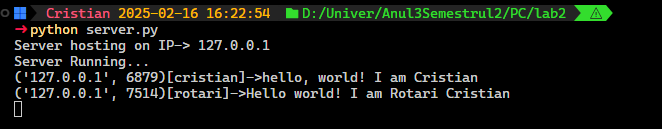 Cristian 2025-02-16 16:22:54 D:/Univer/Anul3Semestrul2/PC/lab2
→python server.py
Server hosting on IP-> 127.0.0.1
Server Running...
('127.0.0.1', 6879)[cristian]->hello, world! I am Cristian
('127.0.0.1', 7514)[rotari]->Hello world! I am Rotari Cristian